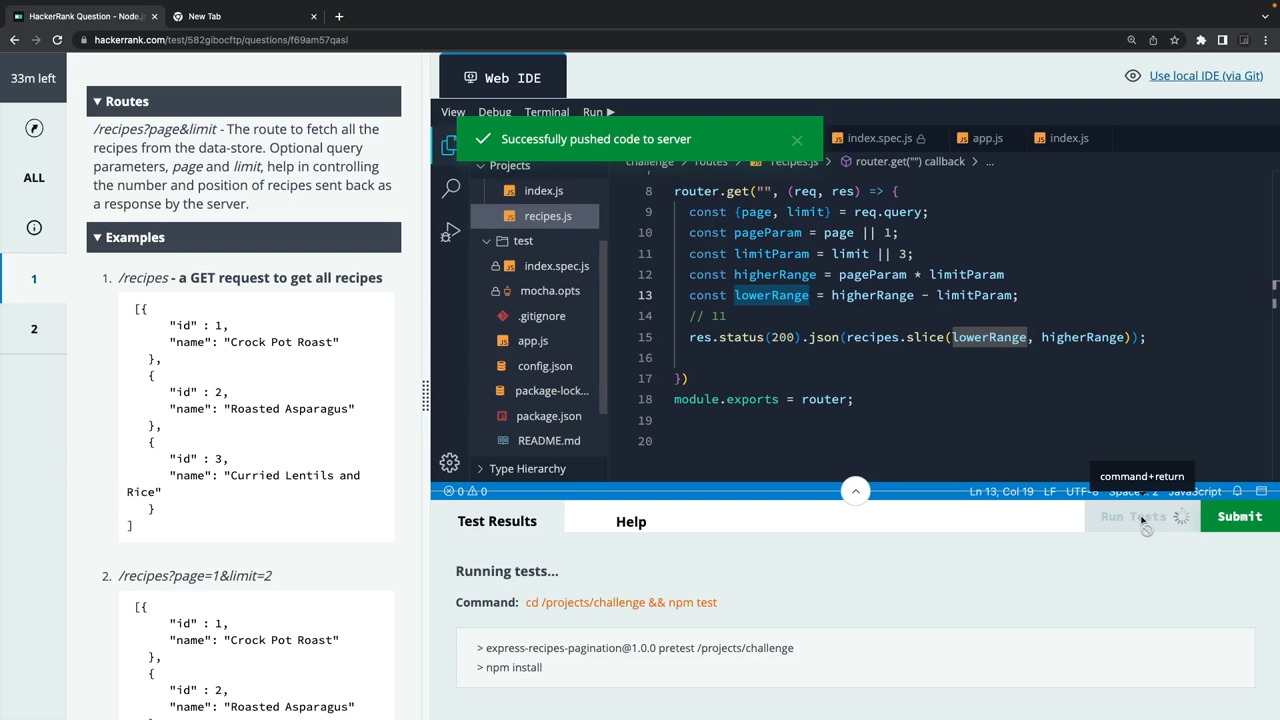 HackerRank Question - Node.j
New Tab
hackerrank.com/test/582gibocftp/questions/f69am57qasl
33m left
ALL
1
2
▼ Routes
/recipes?page&limit - The route to fetch all the
recipes from the data-store. Optional query
parameters, page and limit, help in controlling
the number and position of recipes sent back as
a response by the server.
▼ Examples
1. /recipes - a GET request to get all recipes
[{
"id" : 1,
"name": "Crock Pot Roast"
},
{
"id" : 2,
"name": "Roasted Asparagus"
},
{
"id" : 3,
"name": "Curried Lentils and
Rice"
}
]
2. /recipes?page=1&limit=2
[{
"id" : 1,
"name": "Crock Pot Roast"
},
{
"id" : 2,
"name": "Roasted Asparagus"
Web IDE
Use local IDE (via Git)
View Debug Terminal Run ▶
Successfully pushed code to server
index.spec.js
app.js
index.js
challenge routes recipes.js router.get("") callback ...
Projects
index.js
recipes.js
test
index.spec.js
mocha.opts
.gitignore
app.js
config.json
package-lock...
package.json
README.md
Type Hierarchy
8 router.get("", (req, res) => {
9 const {page, limit} = req.query;
10 const pageParam = page || 1;
11 const limitParam = limit || 3;
12 const higherRange = pageParam * limitParam
13 const lowerRange = higherRange - limitParam;
14 // 11
15 res.status(200).json(recipes.slice(lowerRange, higherRange));
16
17 })
18 module.exports = router;
19
20
command+return
0 0
Ln 13, Col 19 LF UTF-8 Spaces: 2 JavaScript
Test Results
Help
Run Tests
Submit
Running tests...
Command: cd /projects/challenge && npm test
> express-recipes-pagination@1.0.0 pretest /projects/challenge
> npm install